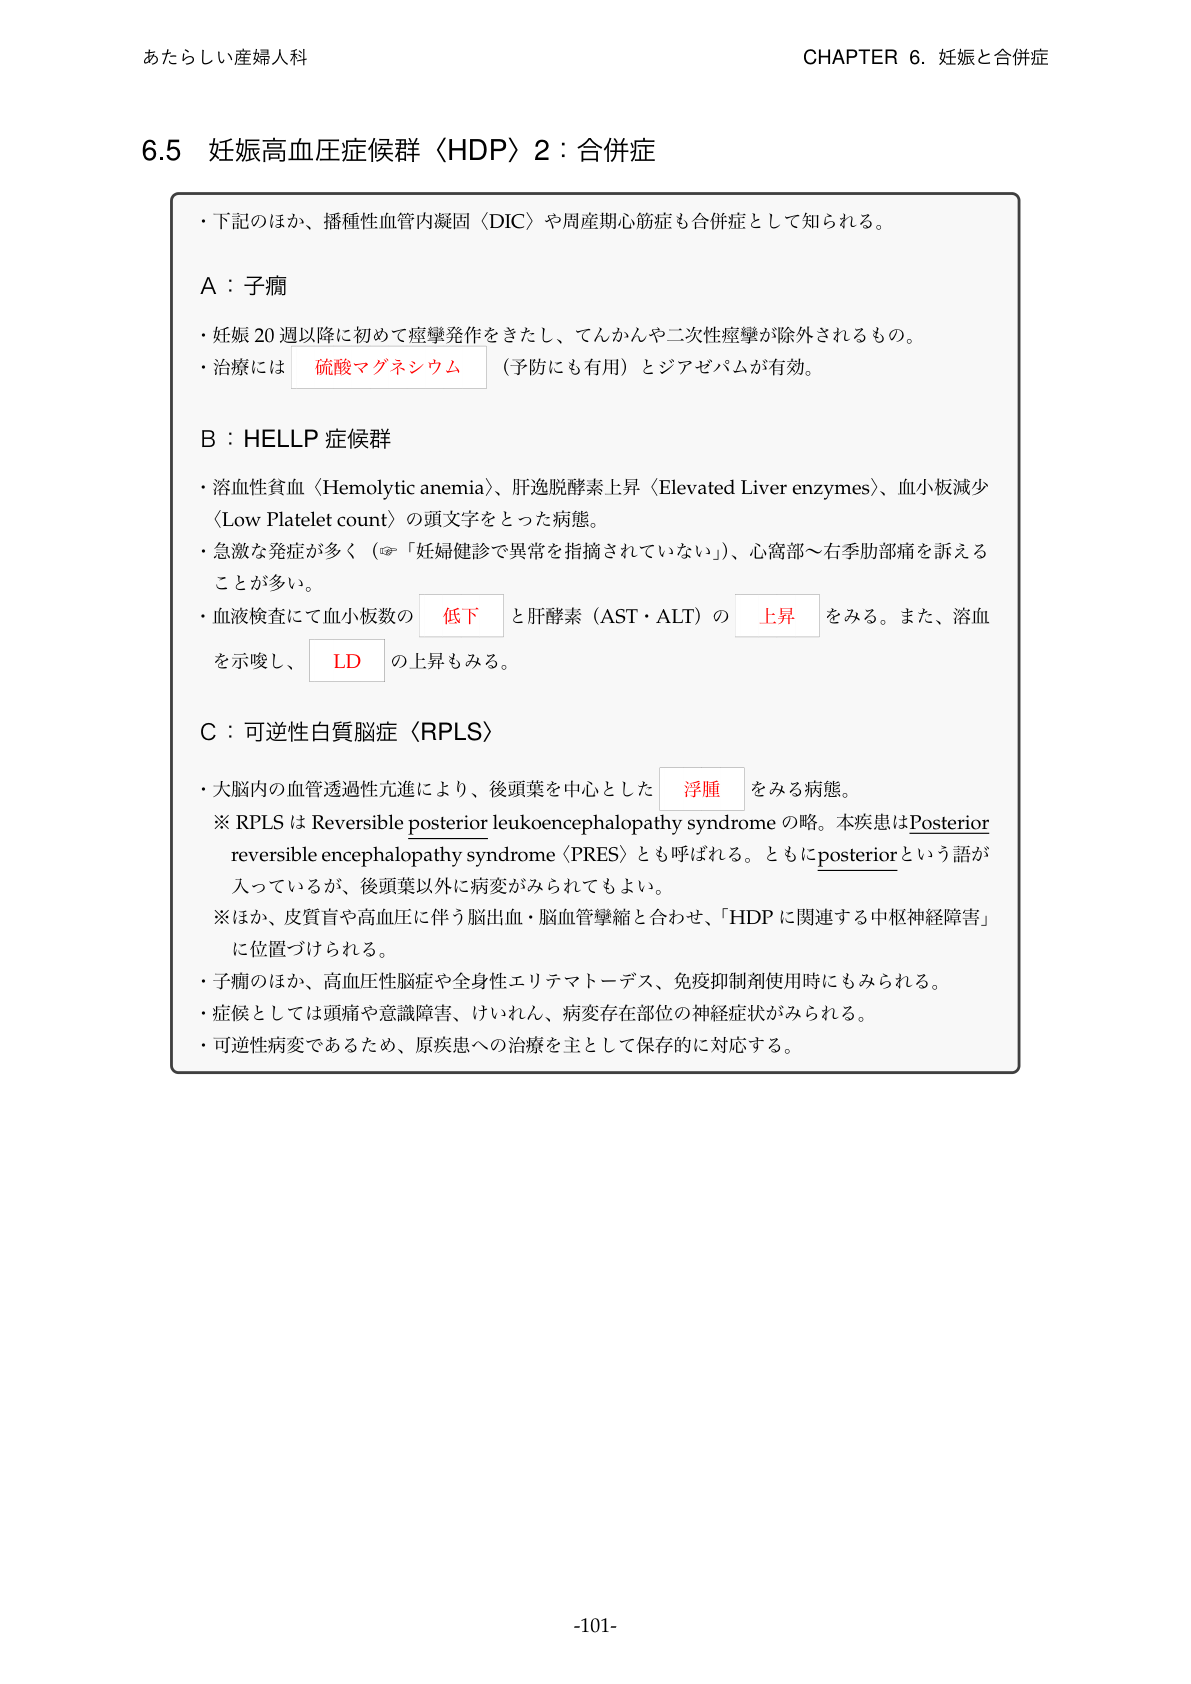 あたらしい産婦人科
CHAPTER 6. 妊娠と合併症
6.5 妊娠高血圧症候群〈HDP〉2：合併症
・下記のほか、播種性血管内凝固〈DIC〉や周産期心筋症も合併症として知られる。
A：子癇
・妊娠 20 週以降に初めて痙攣発作をきたし、てんかんや二次性痙攣が除外されるもの。
・治療には 硫酸マグネシウム （予防にも有用）とジアゼパムが有効。
B：HELLP 症候群
・溶血性貧血〈Hemolytic anemia〉、肝逸脱酵素上昇〈Elevated Liver enzymes〉、血小板減少
〈Low Platelet count〉の頭文字をとった病態。
・急激な発症が多く（☞「妊婦健診で異常を指摘されていない」）、心窩部〜右季肋部痛を訴える
ことが多い。
・血液検査にて血小板数の 低下 と肝酵素（AST・ALT）の 上昇 をみる。また、溶血
を示唆し、 LD の上昇もみる。
C：可逆性白質脳症〈RPLS〉
・大脳内の血管透過性亢進により、後頭葉を中心とした 浮腫 をみる病態。
※ RPLS は Reversible posterior leukoencephalopathy syndrome の略。本疾患はPosterior
reversible encephalopathy syndrome〈PRES〉とも呼ばれる。ともにposteriorという語が
入っているが、後頭葉以外に病変がみられてもよい。
※ほか、皮質盲や高血圧に伴う脳出血・脳血管攣縮と合わせ、「HDP に関連する中枢神経障害」
に位置づけられる。
・子癇のほか、高血圧性脳症や全身性エリテマトーデス、免疫抑制剤使用時にもみられる。
・症候としては頭痛や意識障害、けいれん、病変存在部位の神経症状がみられる。
・可逆性病変であるため、原疾患への治療を主として保存的に対応する。
-101-